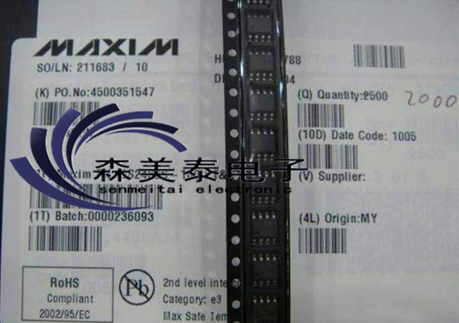 MAXIM
SO/LN: 211683 / 10
788
04
(K) PO.No:4500351547
(Q) Quantity:2500 2000
(10D) Date Code: 1005
森美泰电子
senmeitai electronic
(V) Supplier:
(1T) Batch:0000236093
(4L) Origin:MY
RoHS
Compliant
2002/95/EC
Pb
2nd level
Category: e3
Max Safe